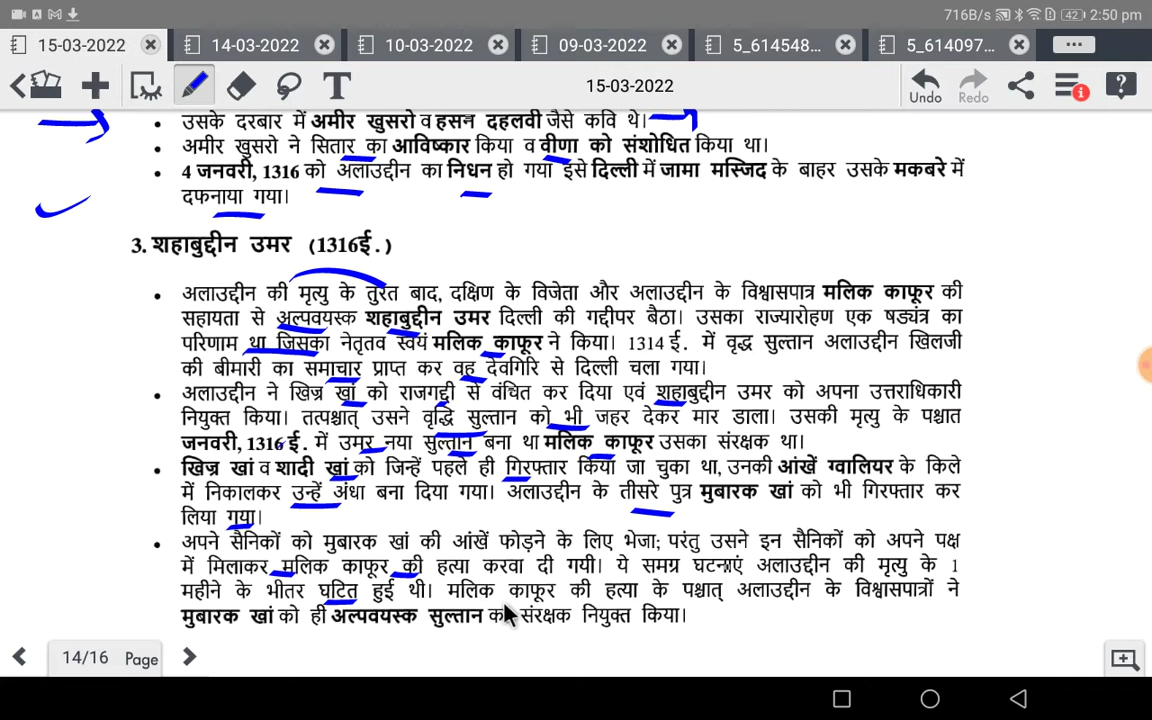 716B/s 42 2:50 pm
15-03-2022 14-03-2022 10-03-2022 09-03-2022 5_614548... 5_614097... ...
T 15-03-2022 Undo Redo
• उसके दरबार में अमीर खुसरो व हसन दहलवी जैसे कवि थे।
• अमीर खुसरो ने सितार का आविष्कार किया व वीणा को संशोधित किया था।
• 4 जनवरी, 1316 को अलाउद्दीन का निधन हो गया इसे दिल्ली में जामा मस्जिद के बाहर उसके मकबरे में
दफनाया गया।
3. शहाबुद्दीन उमर (1316ई.)
• अलाउद्दीन की मृत्यु के तुरत बाद, दक्षिण के विजेता और अलाउद्दीन के विश्वासपात्र मलिक काफूर की
सहायता से अल्पवयस्क शहाबुद्दीन उमर दिल्ली की गद्दीपर बैठा। उसका राज्यारोहण एक षड्यंत्र का
परिणाम था जिसका नेतृतव स्वयं मलिक काफूर ने किया। 1314 ई. में वृद्ध सुल्तान अलाउद्दीन खिलजी
की बीमारी का समाचार प्राप्त कर वह देवगिरि से दिल्ली चला गया।
• अलाउद्दीन ने खिज्र खां को राजगद्दी से वंचित कर दिया एवं शहाबुद्दीन उमर को अपना उत्तराधिकारी
नियुक्त किया। तत्पश्चात उसने वृद्धि सुल्तान को भी जहर देकर मार डाला। उसकी मृत्यु के पश्चात
जनवरी, 1316 ई. में उमर नया सुल्तान बना था मलिक काफूर उसका संरक्षक था।
• खिज्र खां व शादी खां को जिन्हें पहले ही गिरफ्तार किया जा चुका था, उनकी आंखें ग्वालियर के किले
में निकालकर उन्हें अंधा बना दिया गया। अलाउद्दीन के तीसरे पुत्र मुबारक खां को भी गिरफ्तार कर
लिया गया।
• अपने सैनिकों को मुबारक खां की आंखें फोड़ने के लिए भेजा; परंतु उसने इन सैनिकों को अपने पक्ष
में मिलाकर मलिक काफूर की हत्या करवा दी गयी। ये समग्र घटनाएं अलाउद्दीन की मृत्यु के 1
महीने के भीतर घटित हुई थी। मलिक काफूर की हत्या के पश्चात् अलाउद्दीन के विश्वासपात्रों ने
मुबारक खां को ही अल्पवयस्क सुल्तान का संरक्षक नियुक्त किया।
14/16 Page